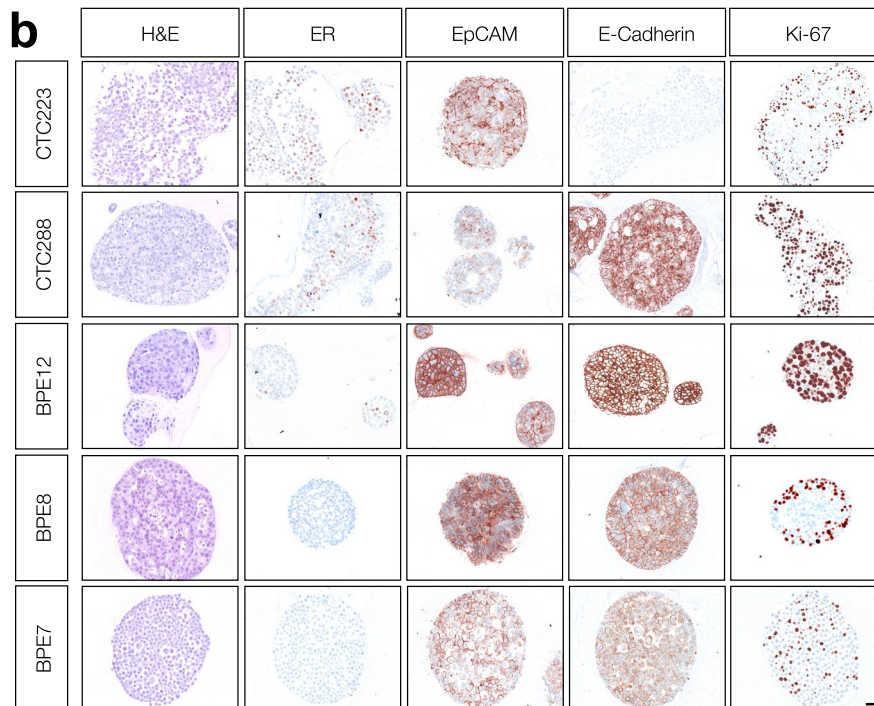 b
H&E ER EpCAM E-Cadherin Ki-67
CTC223
CTC288
BPE12
BPE8
BPE7